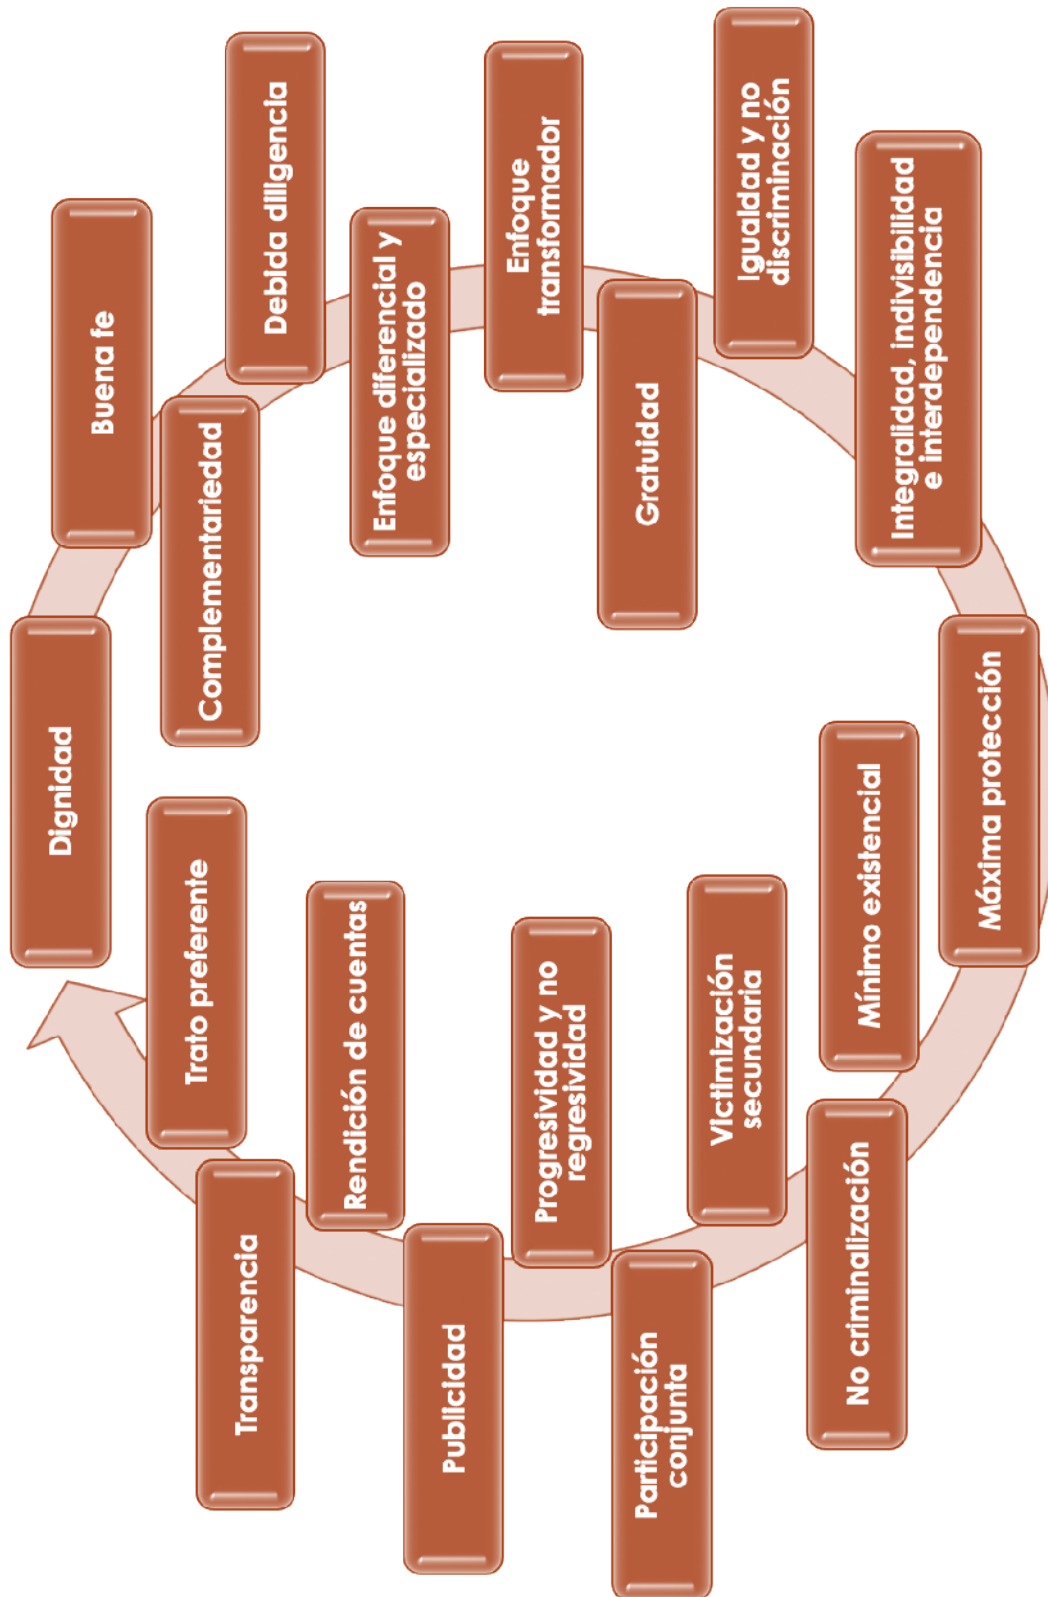 Dignidad
Buena fe
Complementariedad
Debida diligencia
Enfoque diferencial y
especializado
Enfoque
transformador
Gratuidad
Igualdad y no
discriminación
Integralidad, indivisibilidad
e interdependencia
Máxima protección
Mínimo existencial
No criminalización
Victimización
secundaria
Participación
conjunta
Progresividad y no
regresividad
Publicidad
Rendición de cuentas
Transparencia
Trato preferente